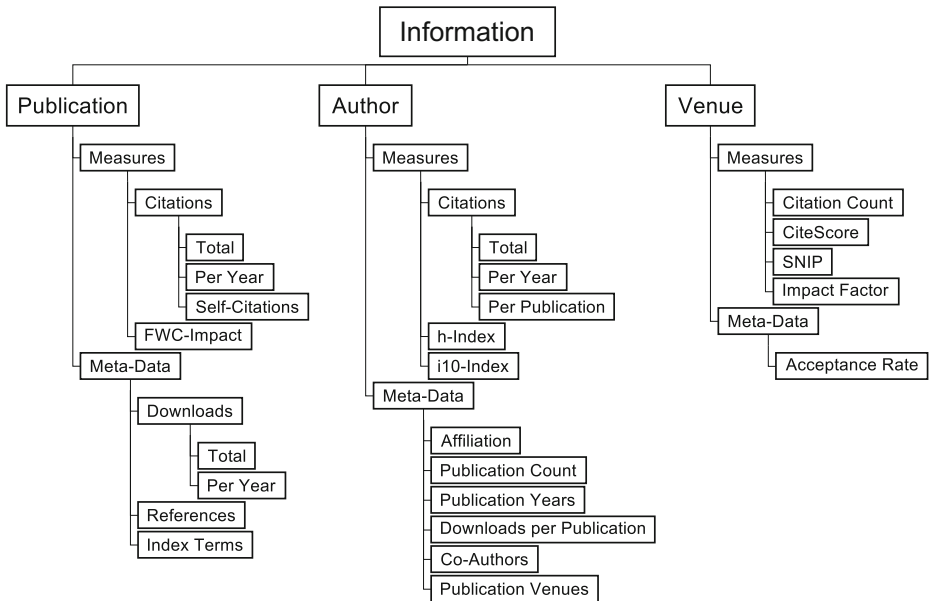 Information
Publication
Measures
Citations
Total
Per Year
Self-Citations
FWC-Impact
Meta-Data
Downloads
Total
Per Year
References
Index Terms
Author
Measures
Citations
Total
Per Year
Per Publication
h-Index
i10-Index
Meta-Data
Affiliation
Publication Count
Publication Years
Downloads per Publication
Co-Authors
Publication Venues
Venue
Measures
Citation Count
CiteScore
SNIP
Impact Factor
Meta-Data
Acceptance Rate